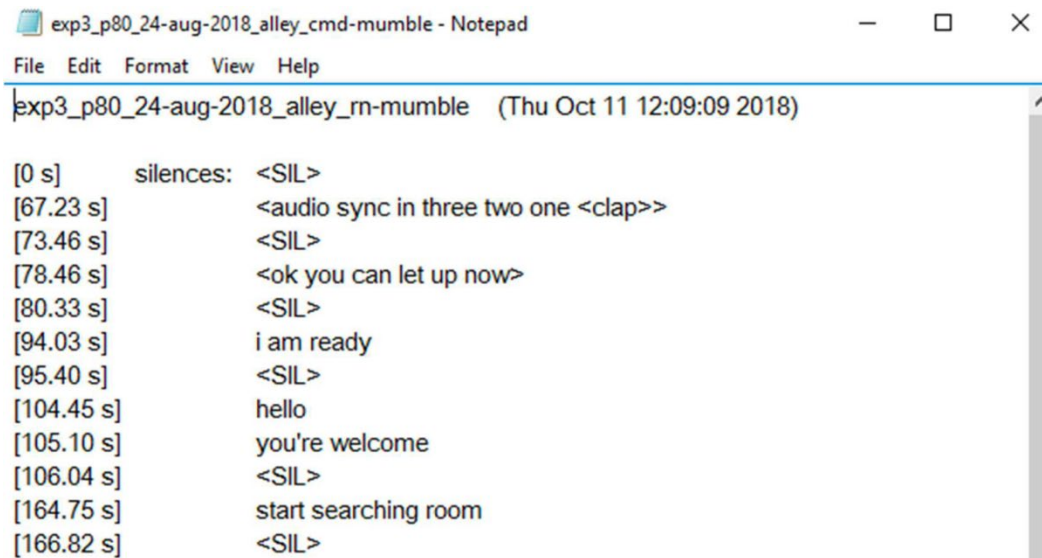 exp3_p80_24-aug-2018_alley_cmd-mumble - Notepad
File Edit Format View Help
exp3_p80_24-aug-2018_alley_rn-mumble (Thu Oct 11 12:09:09 2018)
[0 s] silences: <SIL>
[67.23 s] <audio sync in three two one <clap>>
[73.46 s] <SIL>
[78.46 s] <ok you can let up now>
[80.33 s] <SIL>
[94.03 s] i am ready
[95.40 s] <SIL>
[104.45 s] hello
[105.10 s] you're welcome
[106.04 s] <SIL>
[164.75 s] start searching room
[166.82 s] <SIL>